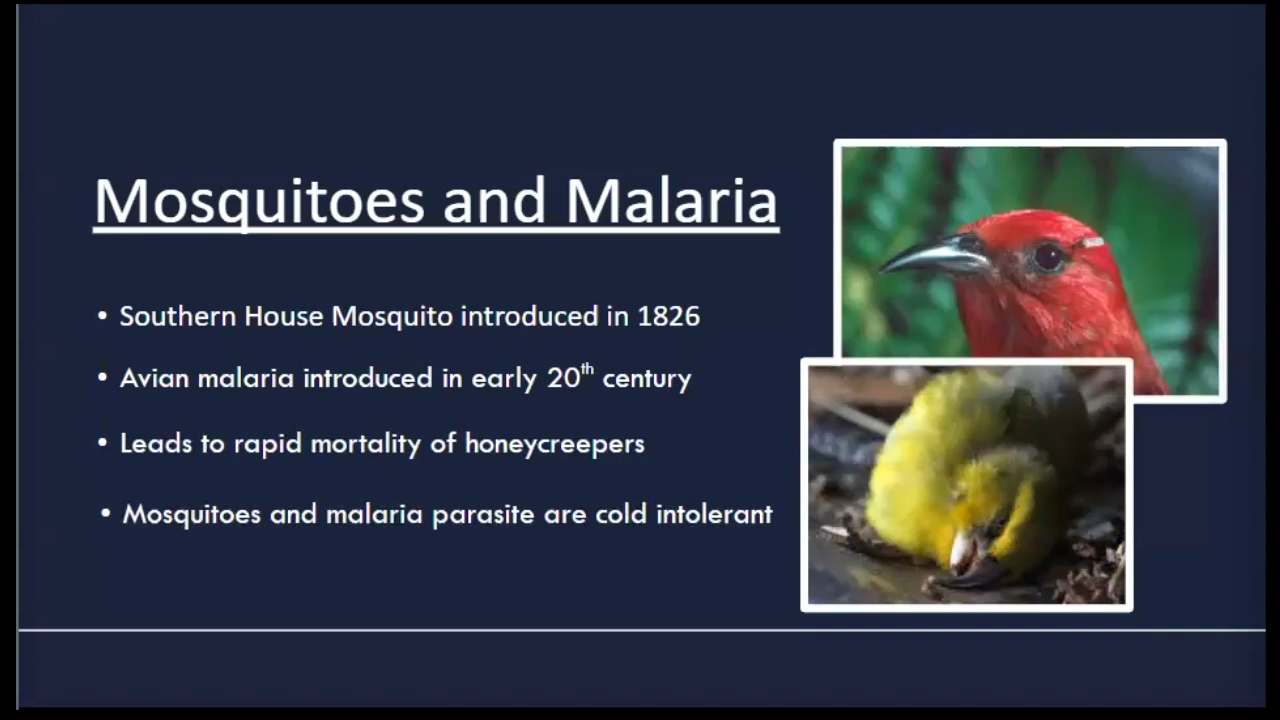 Mosquitoes and Malaria
• Southern House Mosquito introduced in 1826
• Avian malaria introduced in early 20th century
• Leads to rapid mortality of honeycreepers
• Mosquitoes and malaria parasite are cold intolerant